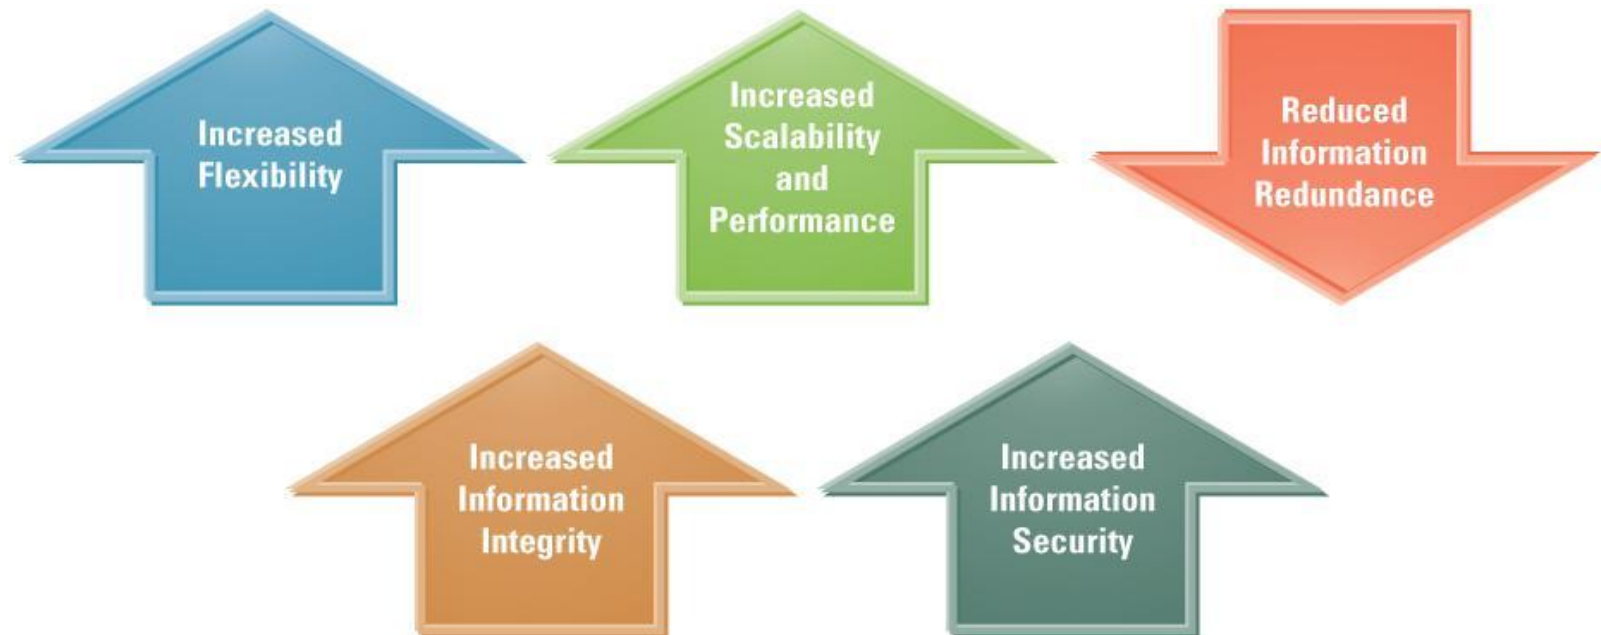 Increased
Flexibility
Increased
Scalability
and
Performance
Reduced
Information
Redundance
Increased
Information
Integrity
Increased
Information
Security